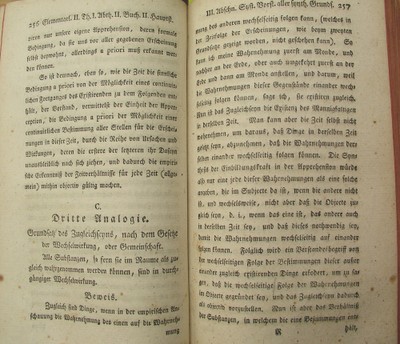 256 Elementarl. II. Th. I. Abth. II. Buch. II. Hauptst.
ciren nur unsere eigene Apprehension, deren formale
Bedingung, da sie uns vor aller gegebenen Erscheinung
selbst beywohnt, allerdings a priori muß erkannt wer-
den können.
So ist demnach, eben so, wie die Zeit die sinnliche
Bedingung a priori von der Möglichkeit eines continuir-
lichen Fortganges des Existirenden zu dem Folgenden ent-
hält, der Verstand, vermittelst der Einheit der Apper-
ception, die Bedingung a priori der Möglichkeit einer
continuirlichen Bestimmung aller Stellen für die Erschei-
nungen in dieser Zeit, durch die Reihe von Ursachen und
Wirkungen, deren die erstere der letzteren ihr Daseyn
unausbleiblich nach sich ziehen, und dadurch die empiri-
sche Erkenntniß der Zeitverhältnisse für jede Zeit (allge-
mein) mithin objectiv gültig machen.
C.
Dritte Analogie.
Grundsatz des Zugleichseyns, nach dem Gesetze
der Wechselwirkung, oder Gemeinschaft.
Alle Substanzen, so fern sie im Raume als zu-
gleich wahrgenommen werden können, sind in durch-
gängiger Wechselwirkung.
Beweis.
Zugleich sind Dinge, wenn in der empirischen An-
schauung die Wahrnehmung des einen auf die Wahrneh-
mung
III. Absch. Syst. Vorst. aller synth. Grunds. 257
mung des anderen wechselseitig folgen kann, (welches in
der Zeitfolge der Erscheinungen, wie beym zweyten
Grundsatze gezeigt worden, nicht geschehen kann). So
kann ich meine Wahrnehmung zuerst am Monde, und
nachher an der Erde, oder auch umgekehrt, zuerst an der
Erde und dann am Monde anstellen, und darum, weil
die Wahrnehmungen dieser Gegenstände einander wechsel-
seitig folgen können, sage ich, sie existiren zugleich.
Nun ist das Zugleichseyn die Existenz des Mannigfaltigen
in derselben Zeit. Man kann aber die Zeit selbst nicht
wahrnehmen, um daraus, daß Dinge in derselben Zeit
gesetzt seyn, abzunehmen, daß die Wahrnehmungen dersel-
ben einander wechselseitig folgen können. Die Syn-
thesis der Einbildungskraft in der Apprehension würde
also nur eine jede dieser Wahrnehmungen als eine solche
angeben, die im Subjecte da ist, wenn die andere nicht
ist, und wechselsweise, nicht aber daß die Objecte zu-
gleich seyn, d. i., wenn das eine ist, das andere auch
in derselben Zeit sey, und daß dieses nothwendig sey, da-
mit die Wahrnehmungen wechselseitig auf einander
folgen können. Folglich wird ein Verstandesbegriff von
der wechselseitigen Folge der Bestimmungen dieser außer
einander zugleich existirenden Dinge erfordert, um zu sa-
gen, daß die wechselseitige Folge der Wahrnehmungen
im Objecte gegründet sey, und das Zugleichseyn dadurch
als objectiv vorzustellen. Nun ist aber das Verhältniß
der Substanzen, in welchem die eine Bestimmungen ent-
R hält,